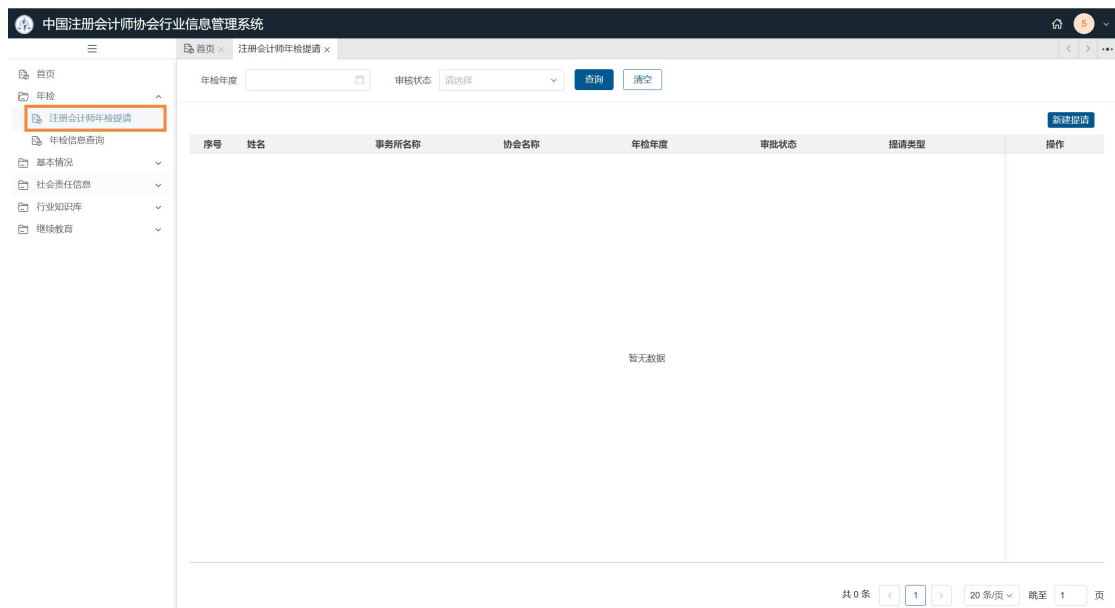 中国注册会计师协会行业信息管理系统
5
首页 × 注册会计师年检提请 ×
首页
年检
注册会计师年检提请
年检信息查询
基本情况
社会责任信息
行业知识库
继续教育
年检年度 审核状态 请选择 查询 清空
新建提请
序号 姓名 事务所名称 协会名称 年检年度 审批状态 提请类型 操作
暂无数据
共 0 条 < 1 > 20 条/页 跳至 1 页